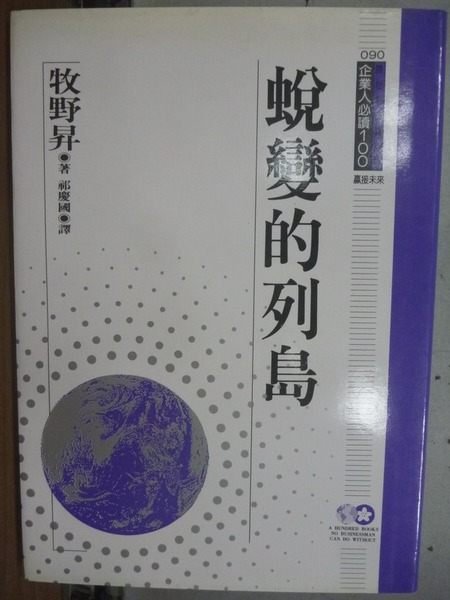 090
企業人必讀100
贏接未來
蛻變的列島
牧野昇◉著
祁慶國◉譯
A HUNDRED BOOKS
NO BUSINESSMAN
CAN DO WITHOUT